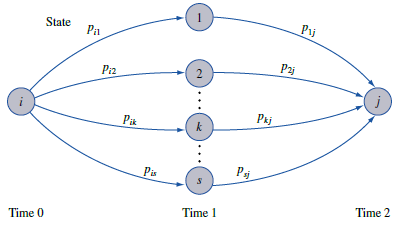 State
p_{i1}
1
p_{1j}
p_{i2}
2
p_{2j}
i
j
p_{ik}
k
p_{kj}
p_{is}
s
p_{sj}
Time 0
Time 1
Time 2